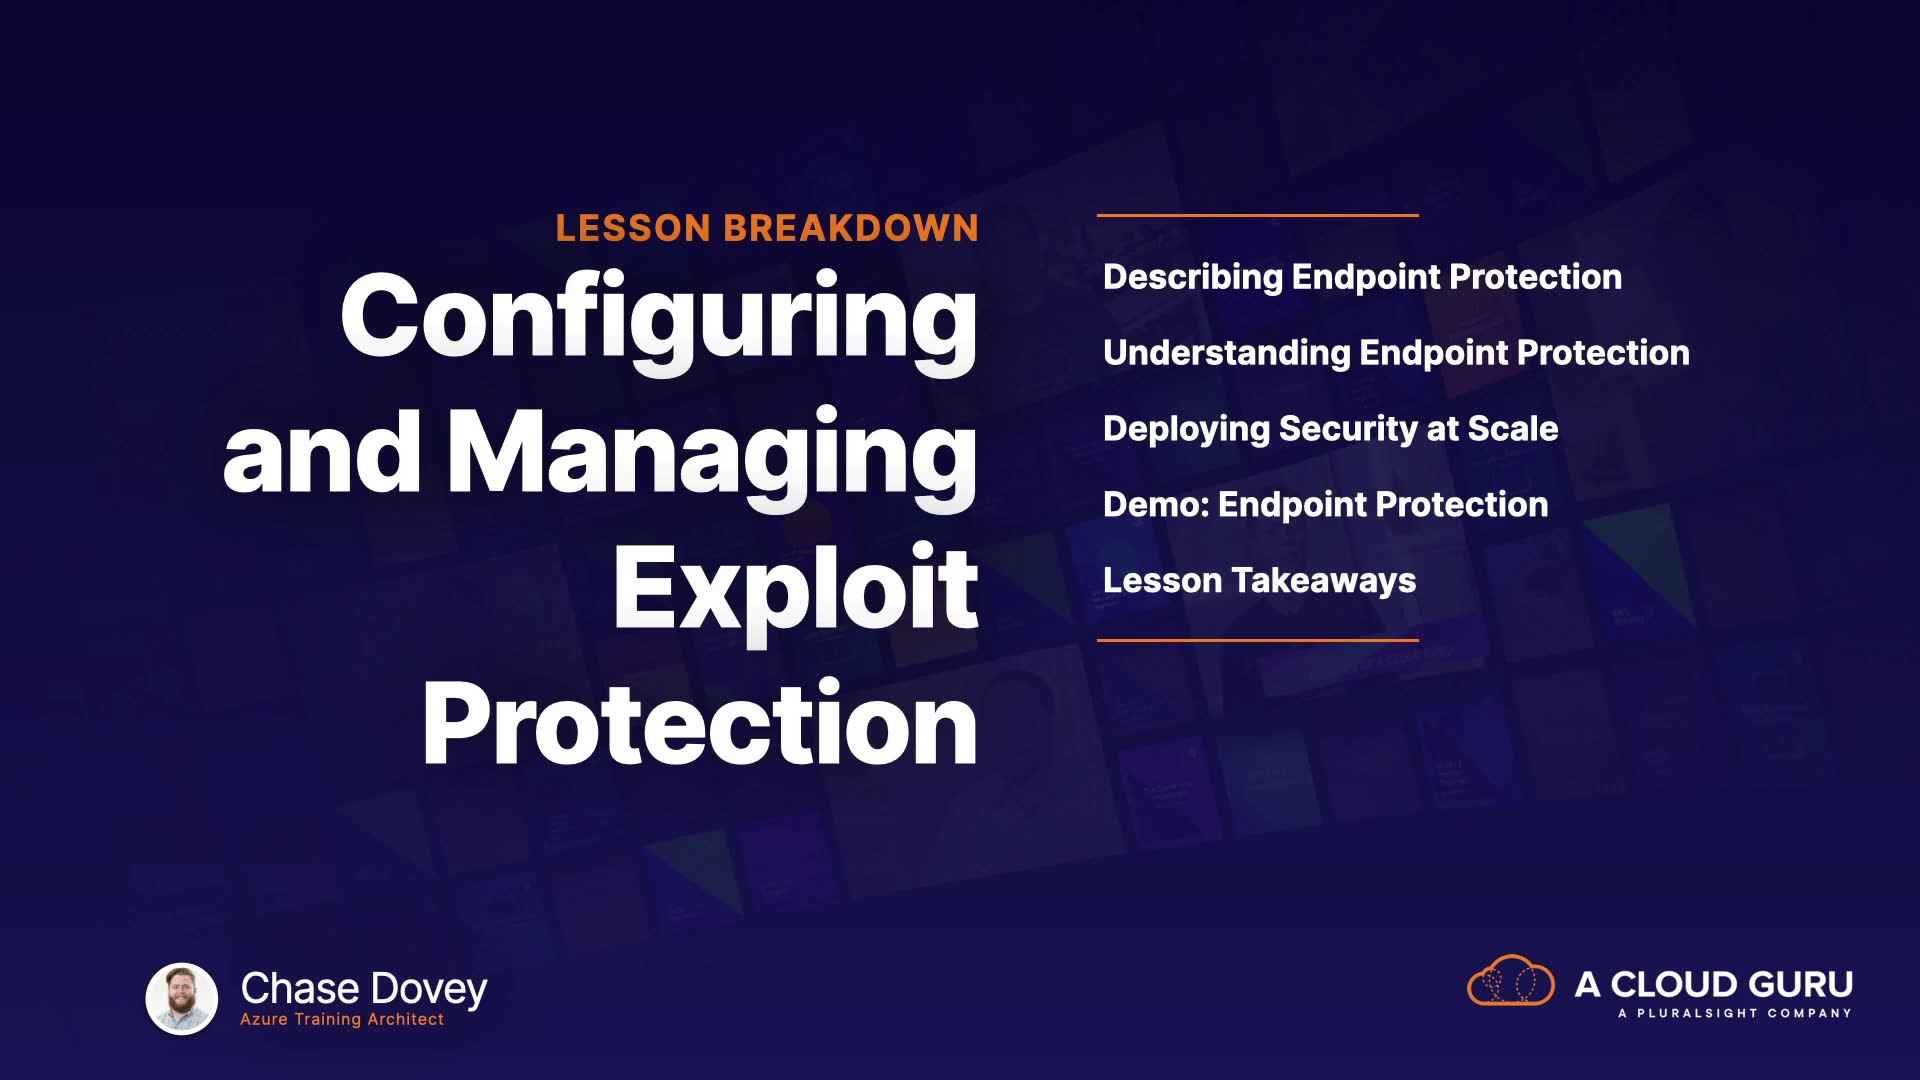 LESSON BREAKDOWN
Configuring
and Managing
Exploit
Protection
Describing Endpoint Protection
Understanding Endpoint Protection
Deploying Security at Scale
Demo: Endpoint Protection
Lesson Takeaways
Chase Dovey
Azure Training Architect
A CLOUD GURU
A PLURALSIGHT COMPANY